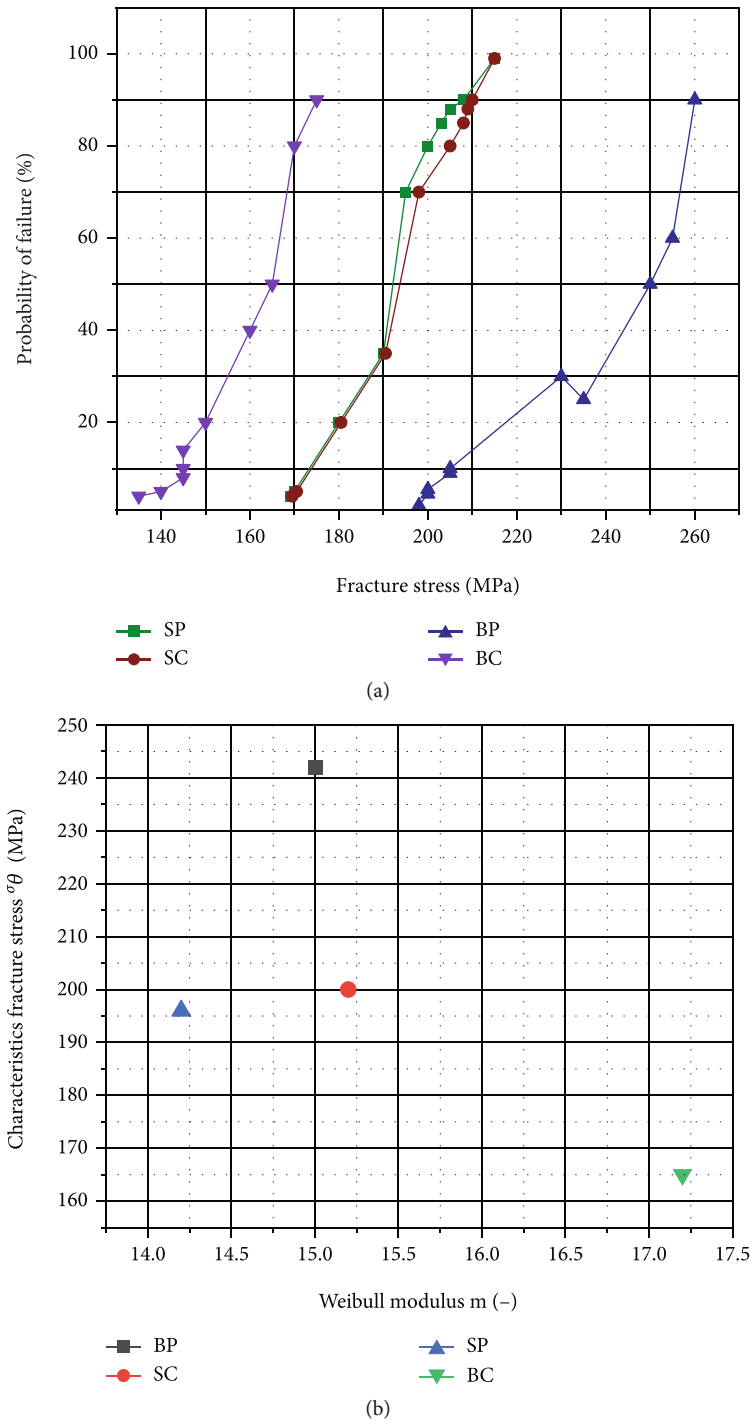 100
80
60
40
20
Probability of failure (%)
140 160 180 200 220 240 260
Fracture stress (MPa)
SP BP
SC BC
(a)
250
240
230
220
210
200
190
180
170
160
Characteristics fracture stress σθ (MPa)
14.0 14.5 15.0 15.5 16.0 16.5 17.0 17.5
Weibull modulus m (–)
BP SP
SC BC
(b)